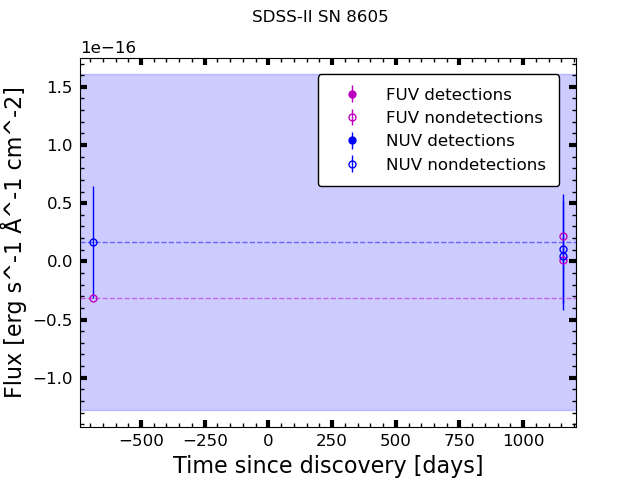 SDSS-II SN 8605
1e−16
1.5
1.0
0.5
0.0
−0.5
−1.0
Flux [erg s^-1 Å^-1 cm^-2]
FUV detections
FUV nondetections
NUV detections
NUV nondetections
−500 −250 0 250 500 750 1000
Time since discovery [days]